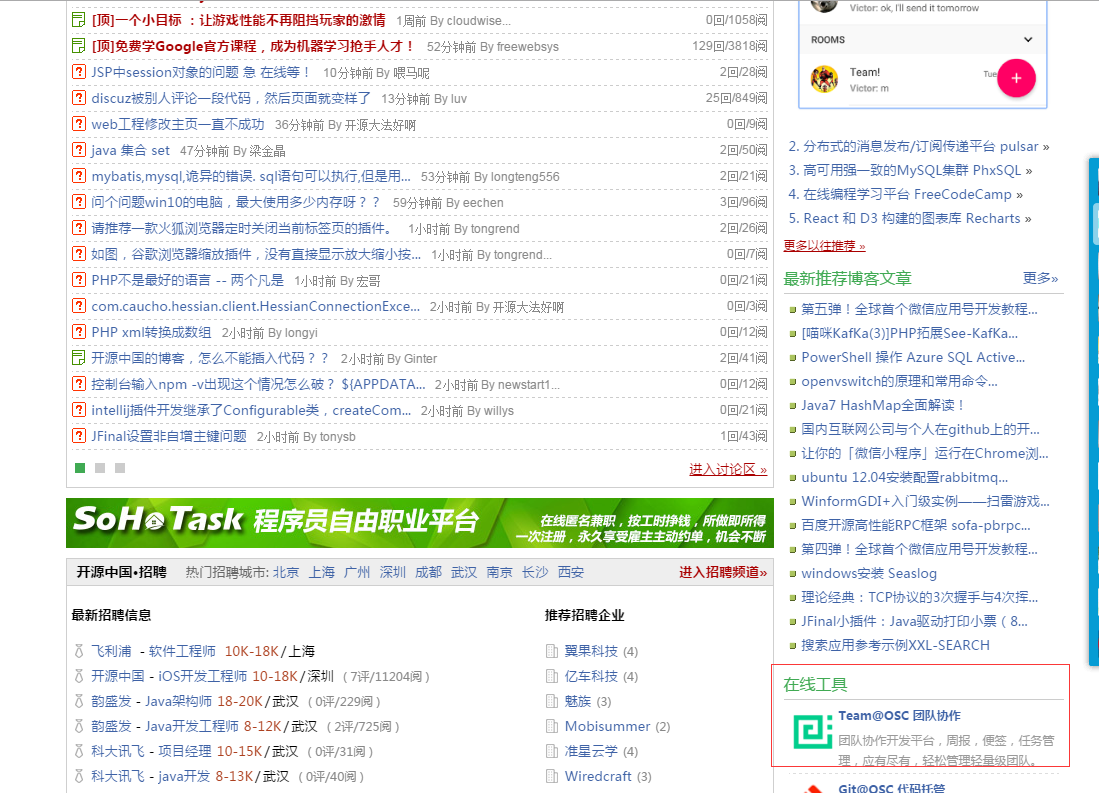 [顶]一个小目标 ：让游戏性能不再阻挡玩家的激情 1周前 By cloudwise... 0回/1058阅
[顶]免费学Google官方课程，成为机器学习抢手人才！ 52分钟前 By freewebsys 129回/3818阅
JSP中session对象的问题 急 在线等！ 10分钟前 By 喂马呢 2回/28阅
discuz被别人评论一段代码，然后页面就变样了 13分钟前 By luv 25回/849阅
web工程修改主页一直不成功 36分钟前 By 开源大法好啊 0回/9阅
java 集合 set 47分钟前 By 梁金晶 2回/50阅
mybatis,mysql,诡异的错误. sql语句可以执行,但是用... 53分钟前 By longteng556 2回/21阅
问个问题win10的电脑，最大使用多少内存呀？？ 59分钟前 By eechen 3回/96阅
请推荐一款火狐浏览器定时关闭当前标签页的插件。 1小时前 By tongrend 2回/26阅
如图，谷歌浏览器缩放插件，没有直接显示放大缩小按... 1小时前 By tongrend... 0回/7阅
PHP不是最好的语言 -- 两个凡是 1小时前 By 宏哥 0回/21阅
com.caucho.hessian.client.HessianConnectionExce... 2小时前 By 开源大法好啊 0回/3阅
PHP xml转换成数组 2小时前 By longyi 0回/12阅
开源中国的博客，怎么不能插入代码？？ 2小时前 By Ginter 2回/41阅
控制台输入npm -v出现这个情况怎么破？ ${APPDATA... 2小时前 By newstart1... 0回/12阅
intellij插件开发继承了Configurable类，createCom... 2小时前 By willys 0回/21阅
JFinal设置非自增主键问题 2小时前 By tonysb 1回/43阅
进入讨论区 »
SoHo Task 程序员自由职业平台
在线匿名兼职，按工时挣钱，所做即所得
一次注册，永久享受雇主主动约单，机会不断
开源中国•招聘 热门招聘城市: 北京 上海 广州 深圳 成都 武汉 南京 长沙 西安 进入招聘频道»
最新招聘信息
飞利浦 - 软件工程师 10K-18K/上海
开源中国 - iOS开发工程师 10-18K/深圳 （7评/11204阅）
韵盛发 - Java架构师 18-20K/武汉 （0评/229阅）
韵盛发 - Java开发工程师 8-12K/武汉 （2评/725阅）
科大讯飞 - 项目经理 10-15K/武汉 （0评/31阅）
科大讯飞 - java开发 8-13K/武汉 （0评/40阅）
推荐招聘企业
翼果科技 (4)
亿车科技 (4)
魅族 (3)
Mobisummer (2)
准星云学 (4)
Wiredcraft (3)
Victor: ok, I'll send it tomorrow
ROOMS
Team! Tue
Victor: m
2. 分布式的消息发布/订阅传递平台 pulsar »
3. 高可用强一致的MySQL集群 PhxSQL »
4. 在线编程学习平台 FreeCodeCamp »
5. React 和 D3 构建的图表库 Recharts »
更多以往推荐 »
最新推荐博客文章 更多»
第五弹！全球首个微信应用号开发教程...
[喵咪KafKa(3)]PHP拓展See-KafKa...
PowerShell 操作 Azure SQL Active...
openvswitch的原理和常用命令...
Java7 HashMap全面解读！
国内互联网公司与个人在github上的开...
让你的「微信小程序」运行在Chrome浏...
ubuntu 12.04安装配置rabbitmq...
WinformGDI+入门级实例——扫雷游戏...
百度开源高性能RPC框架 sofa-pbrpc...
第四弹！全球首个微信应用号开发教程...
windows安装 Seaslog
理论经典：TCP协议的3次握手与4次挥...
JFinal小插件：Java驱动打印小票（8...
搜索应用参考示例XXL-SEARCH
在线工具
Team@OSC 团队协作
团队协作开发平台，周报，便签，任务管
理，应有尽有，轻松管理轻量级团队。
Git@OSC 代码托管